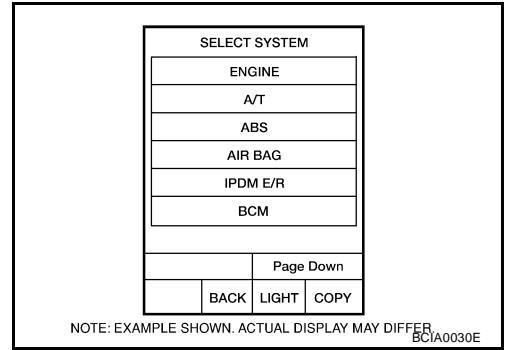 SELECT SYSTEM
ENGINE
A/T
ABS
AIR BAG
IPDM E/R
BCM
Page Down
BACK LIGHT COPY
NOTE: EXAMPLE SHOWN. ACTUAL DISPLAY MAY DIFFER.
BCIA0030E